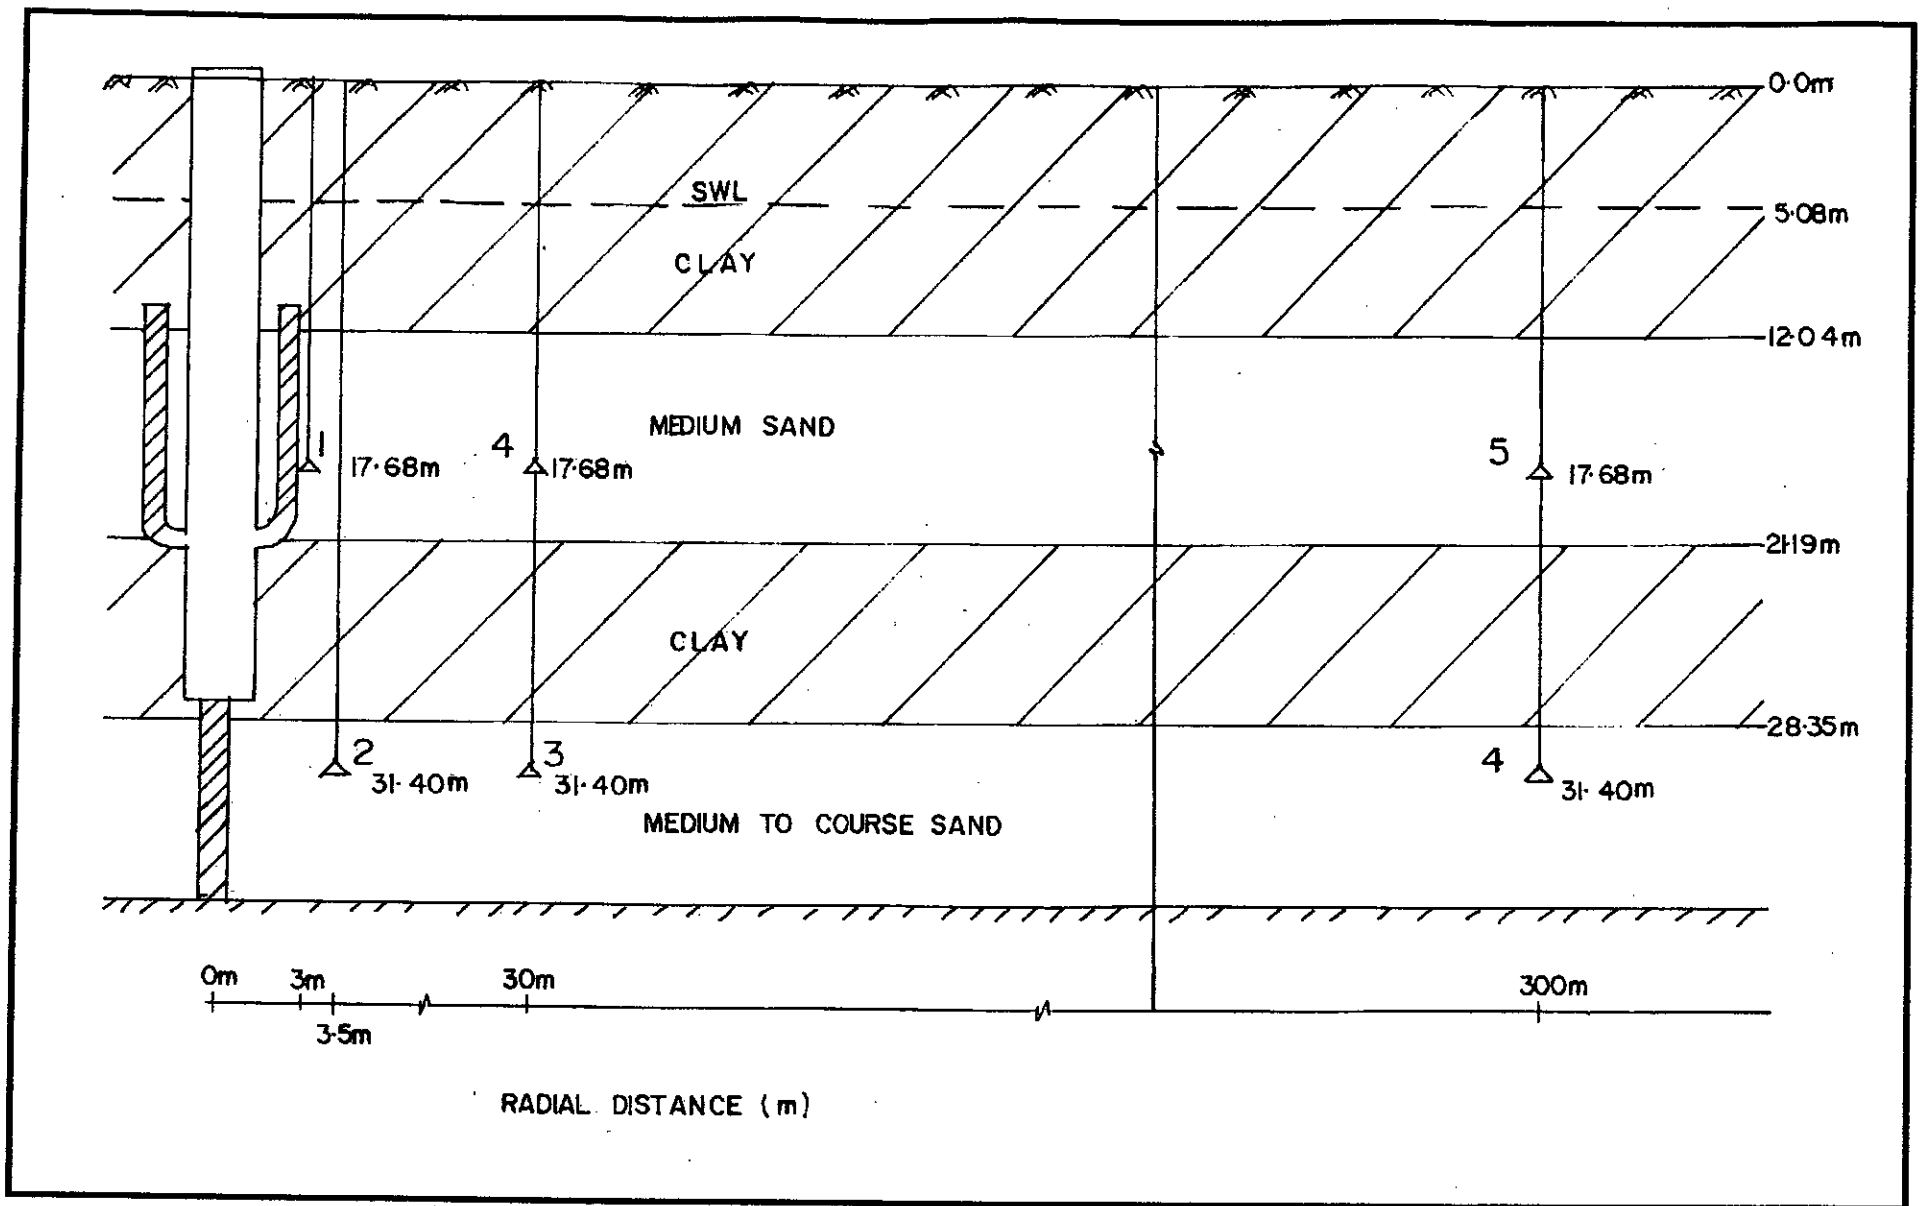 0.0m
SWL
5.08m
CLAY
12.04m
MEDIUM SAND
1
4
5
17.68m
17.68m
17.68m
21.19m
CLAY
28.35m
2
3
4
31.40m
31.40m
31.40m
MEDIUM TO COURSE SAND
0m
3m
30m
300m
3.5m
RADIAL DISTANCE (m)